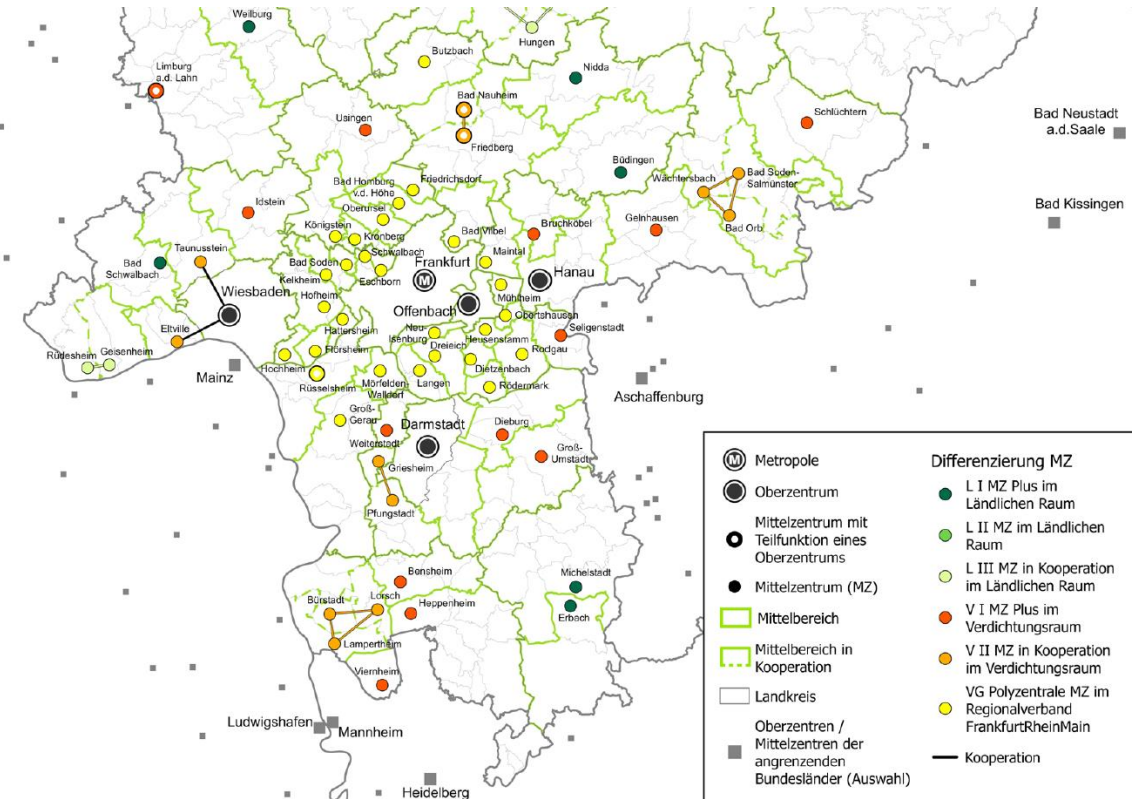 Weilburg
Hungen
Limburg
a.d. Lahn
Butzbach
Nidda
Bad Nauheim
Schlüchtern
Bad Neustadt
a.d.Saale
Usingen
Friedberg
Büdingen
Bad Soden-
Salmünster
Wächtersbach
Friedrichsdorf
Bad Homburg
v.d. Höhe
Oberursel
Idstein
Königstein
Kronberg
Bad Vilbel
Bruchköbel
Gelnhausen
Bad Orb
Bad Kissingen
Taunusstein
Schwalbach
Maintal
Bad
Schwalbach
Bad Soden
Frankfurt
M
Hanau
Kelkheim
Eschborn
Mühlheim
Wiesbaden
Hofheim
Offenbach
Obertshausen
Eltville
Hattersheim
Neu-
Isenburg
Heusenstamm
Seligenstadt
Rüdesheim
Geisenheim
Flörsheim
Dreieich
Rodgau
Mainz
Hochheim
Rüsselsheim
Mörfelden-
Walldorf
Langen
Dietzenbach
Rödermark
Aschaffenburg
Groß-
Gerau
Darmstadt
Dieburg
Weiterstadt
Groß-
Umstadt
Griesheim
Pfungstadt
Bensheim
Michelstadt
Bürstadt
Lorsch
Heppenheim
Erbach
Lampertheim
Viernheim
Ludwigshafen
Mannheim
Heidelberg
M
Metropole
Oberzentrum
Mittelzentrum mit
Teilfunktion eines
Oberzentrums
Mittelzentrum (MZ)
Mittelbereich
Mittelbereich in
Kooperation
Landkreis
Oberzentren /
Mittelzentren der
angrenzenden
Bundesländer (Auswahl)
Differenzierung MZ
L I MZ Plus im
Ländlichen Raum
L II MZ im Ländlichen
Raum
L III MZ in Kooperation
im Ländlichen Raum
V I MZ Plus im
Verdichtungsraum
V II MZ in Kooperation
im Verdichtungsraum
VG Polyzentrale MZ im
Regionalverband
FrankfurtRheinMain
Kooperation